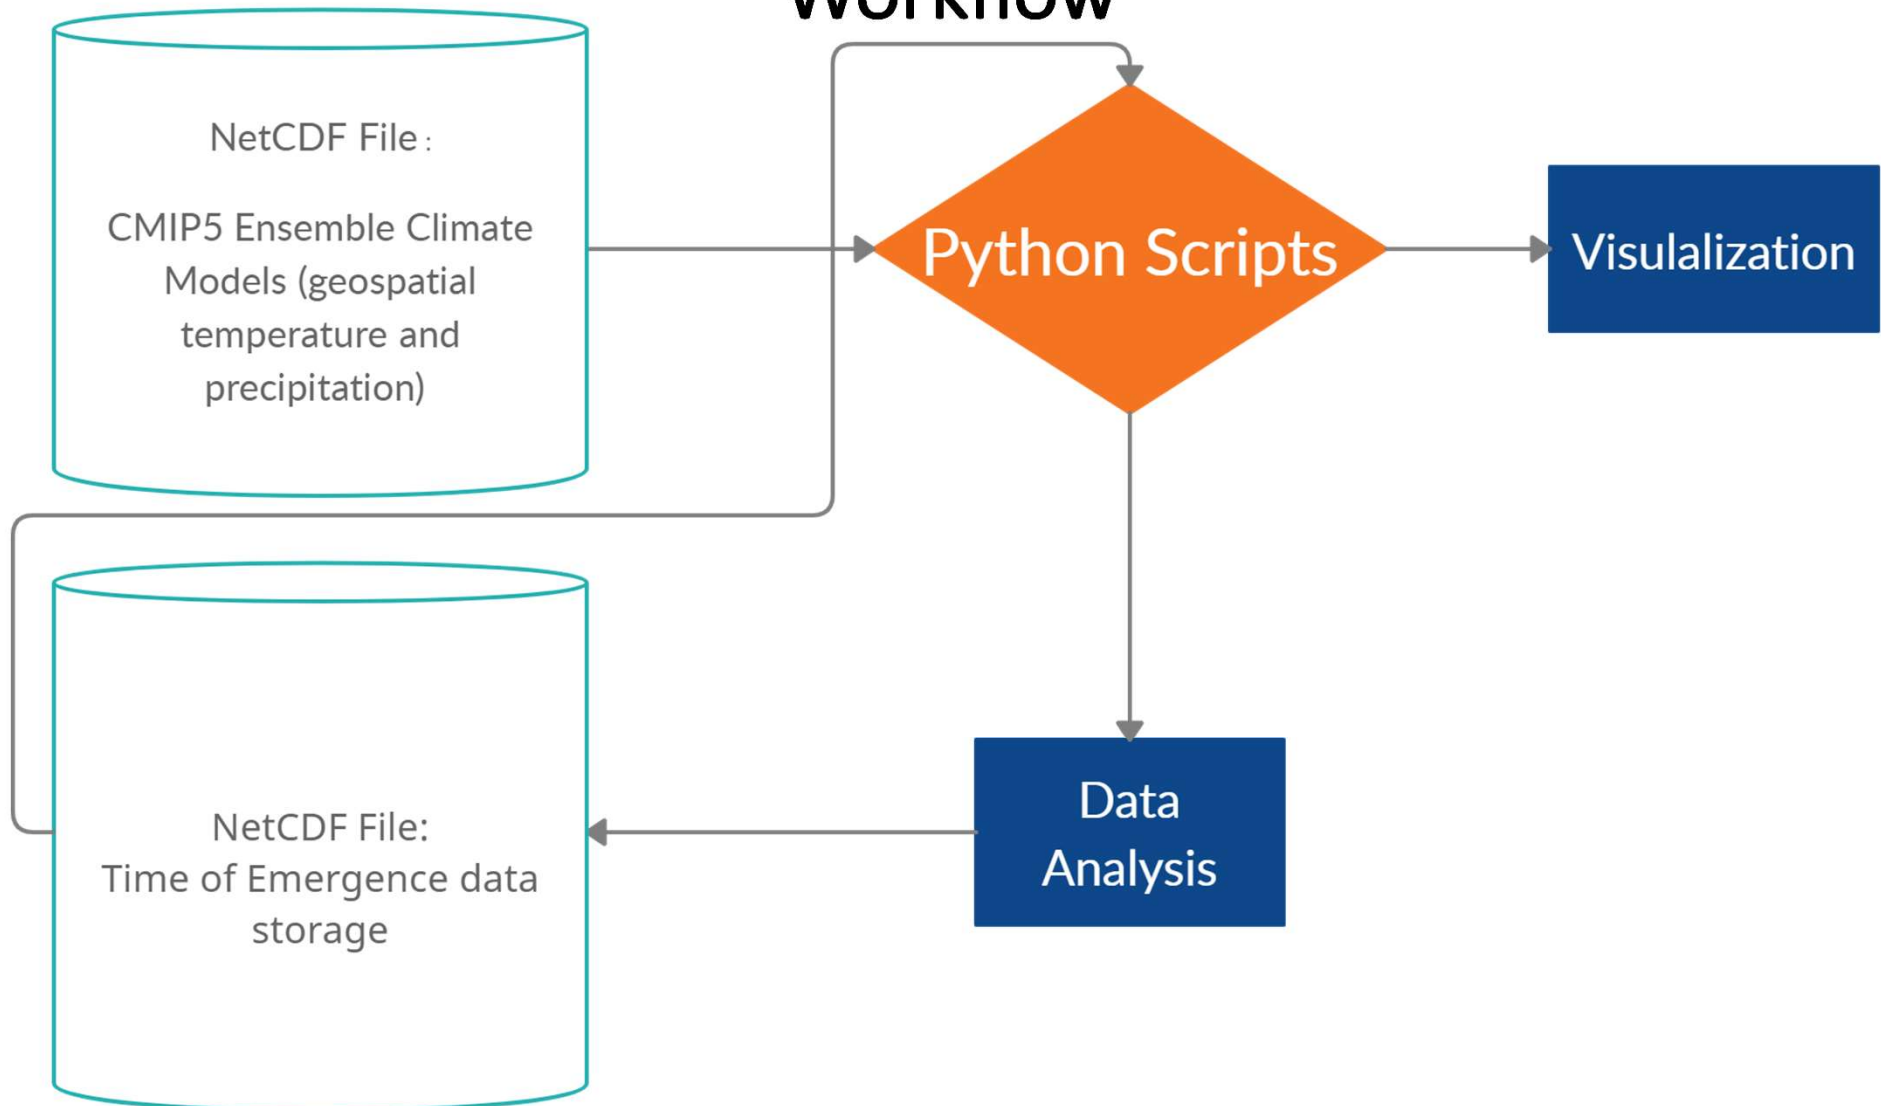 Workflow
NetCDF File :
CMIP5 Ensemble Climate
Models (geospatial
temperature and
precipitation)
Python Scripts
Visulalization
Data
Analysis
NetCDF File:
Time of Emergence data
storage